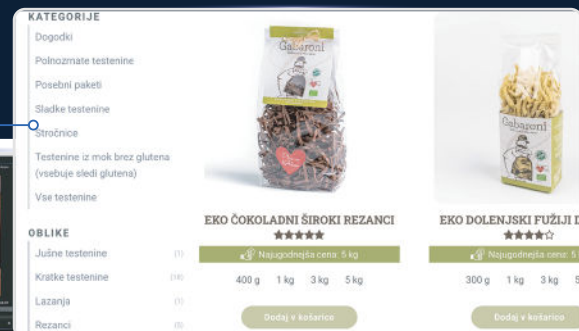 KATEGORIJE
Dogodki
Polnozrnate testenine
Posebni paketi
Sladke testenine
Stročnice
Testenine iz mok brez glutena
(vsebuje sledi glutena)
Vse testenine
OBLIKE
Jušne testenine (1)
Kratke testenine (18)
Lazanja (1)
Rezanci (5)
Gabaroni
EKO ČOKOLADNI ŠIROKI REZANCI
Najugodnejša cena: 5 kg
400 g 1 kg 3 kg 5 kg
Dodaj v košarico
Gabaroni
EKO DOLENJSKI FUŽIJI D
Najugodnejša cena: 5
300 g 1 kg 3 kg 5
Dodaj v košarico